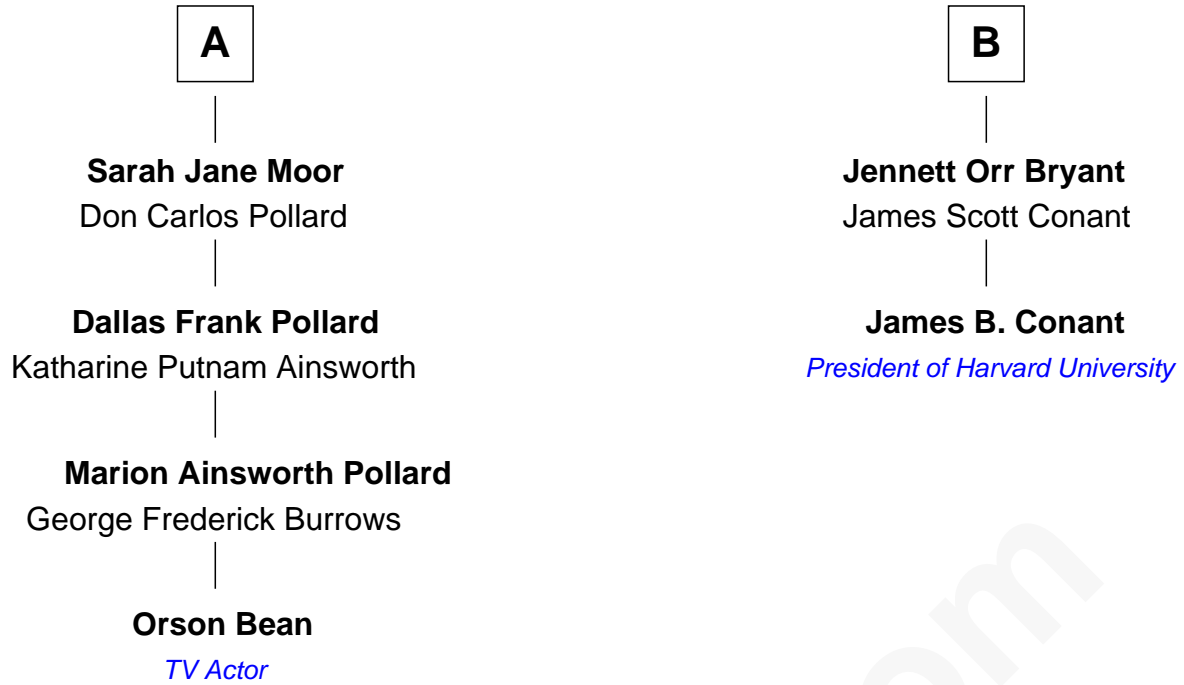 A
Sarah Jane Moor
Don Carlos Pollard
Dallas Frank Pollard
Katharine Putnam Ainsworth
Marion Ainsworth Pollard
George Frederick Burrows
Orson Bean
TV Actor
B
Jennett Orr Bryant
James Scott Conant
James B. Conant
President of Harvard University